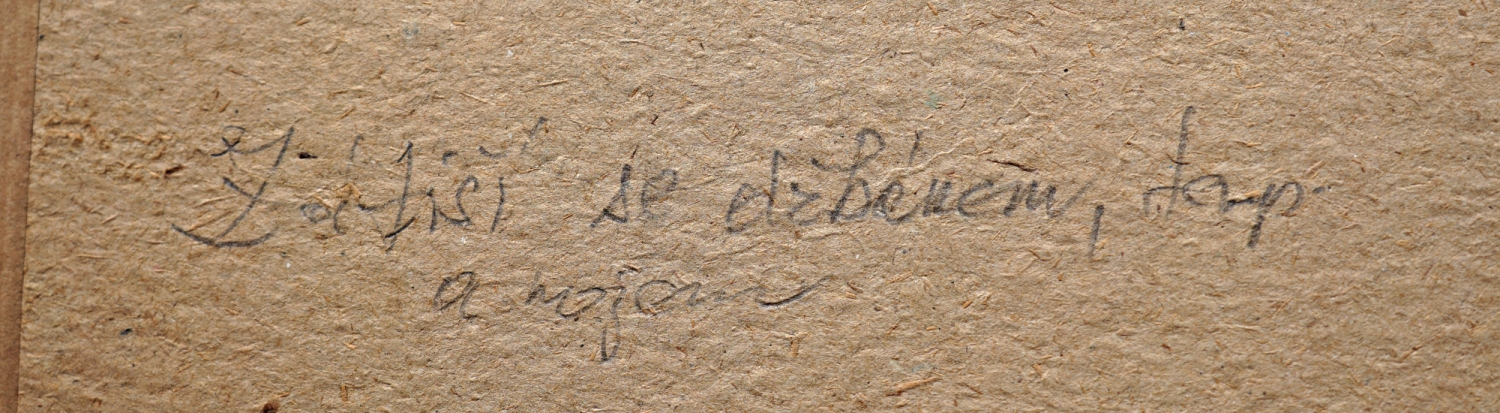 Zátiší se džbánem,
a nožem